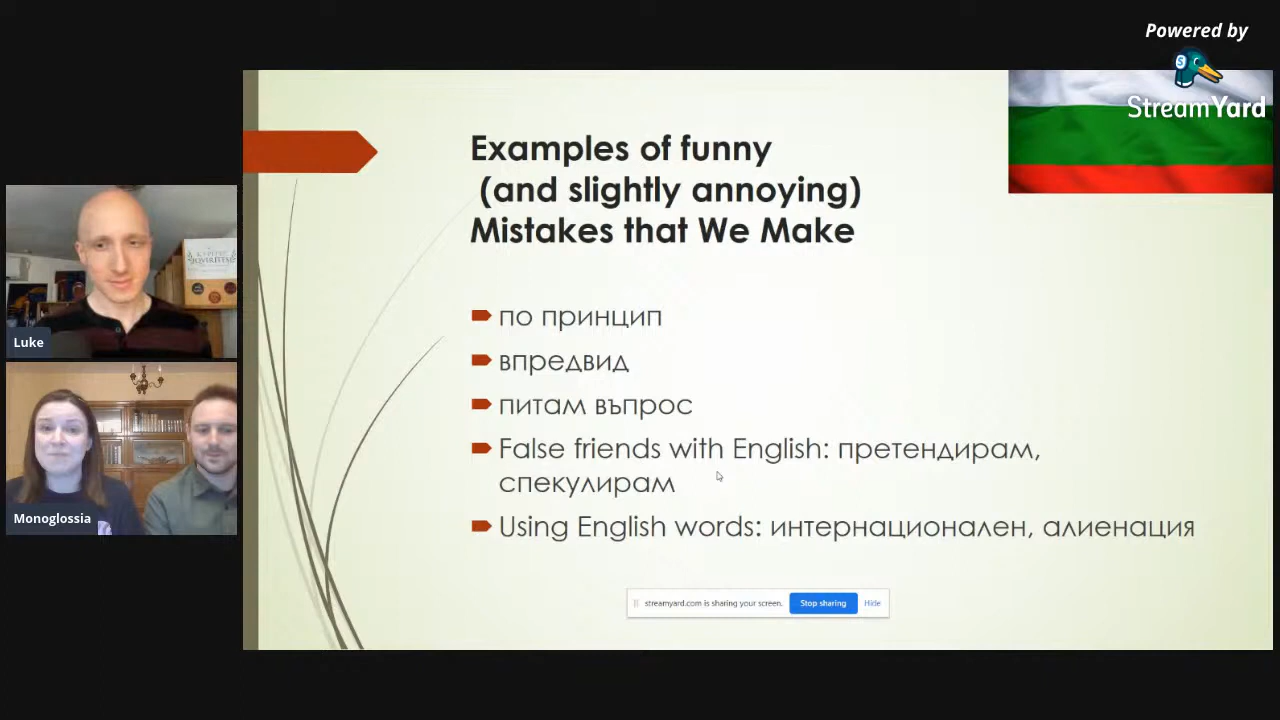 Powered by
StreamYard
Examples of funny
(and slightly annoying)
Mistakes that We Make
по принцип
впредвид
питам въпрос
False friends with English: претендирам,
спекулирам
Using English words: интернационален, алиенация
Luke
Monoglossia
streamyard.com is sharing your screen.
Stop sharing
Hide